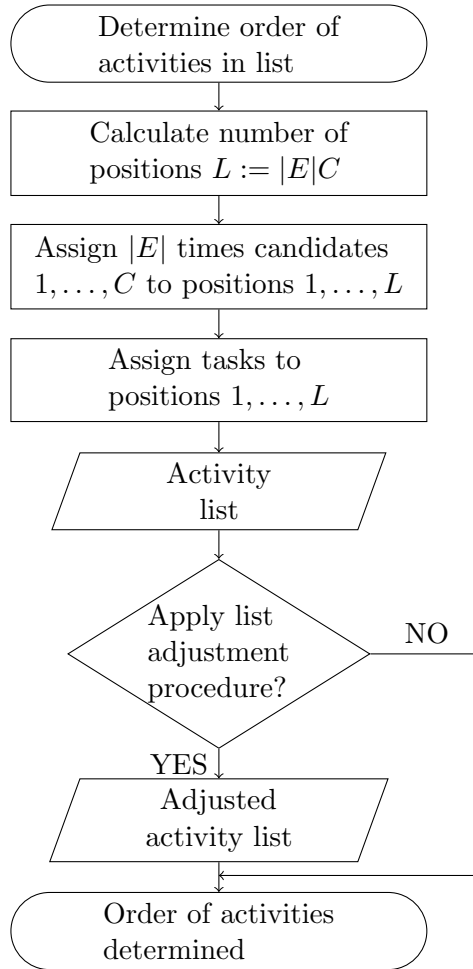 Determine order of
activities in list
Calculate number of
positions L := |E|C
Assign |E| times candidates
1, . . . , C to positions 1, . . . , L
Assign tasks to
positions 1, . . . , L
Activity
list
Apply list
adjustment
procedure?
NO
YES
Adjusted
activity list
Order of activities
determined